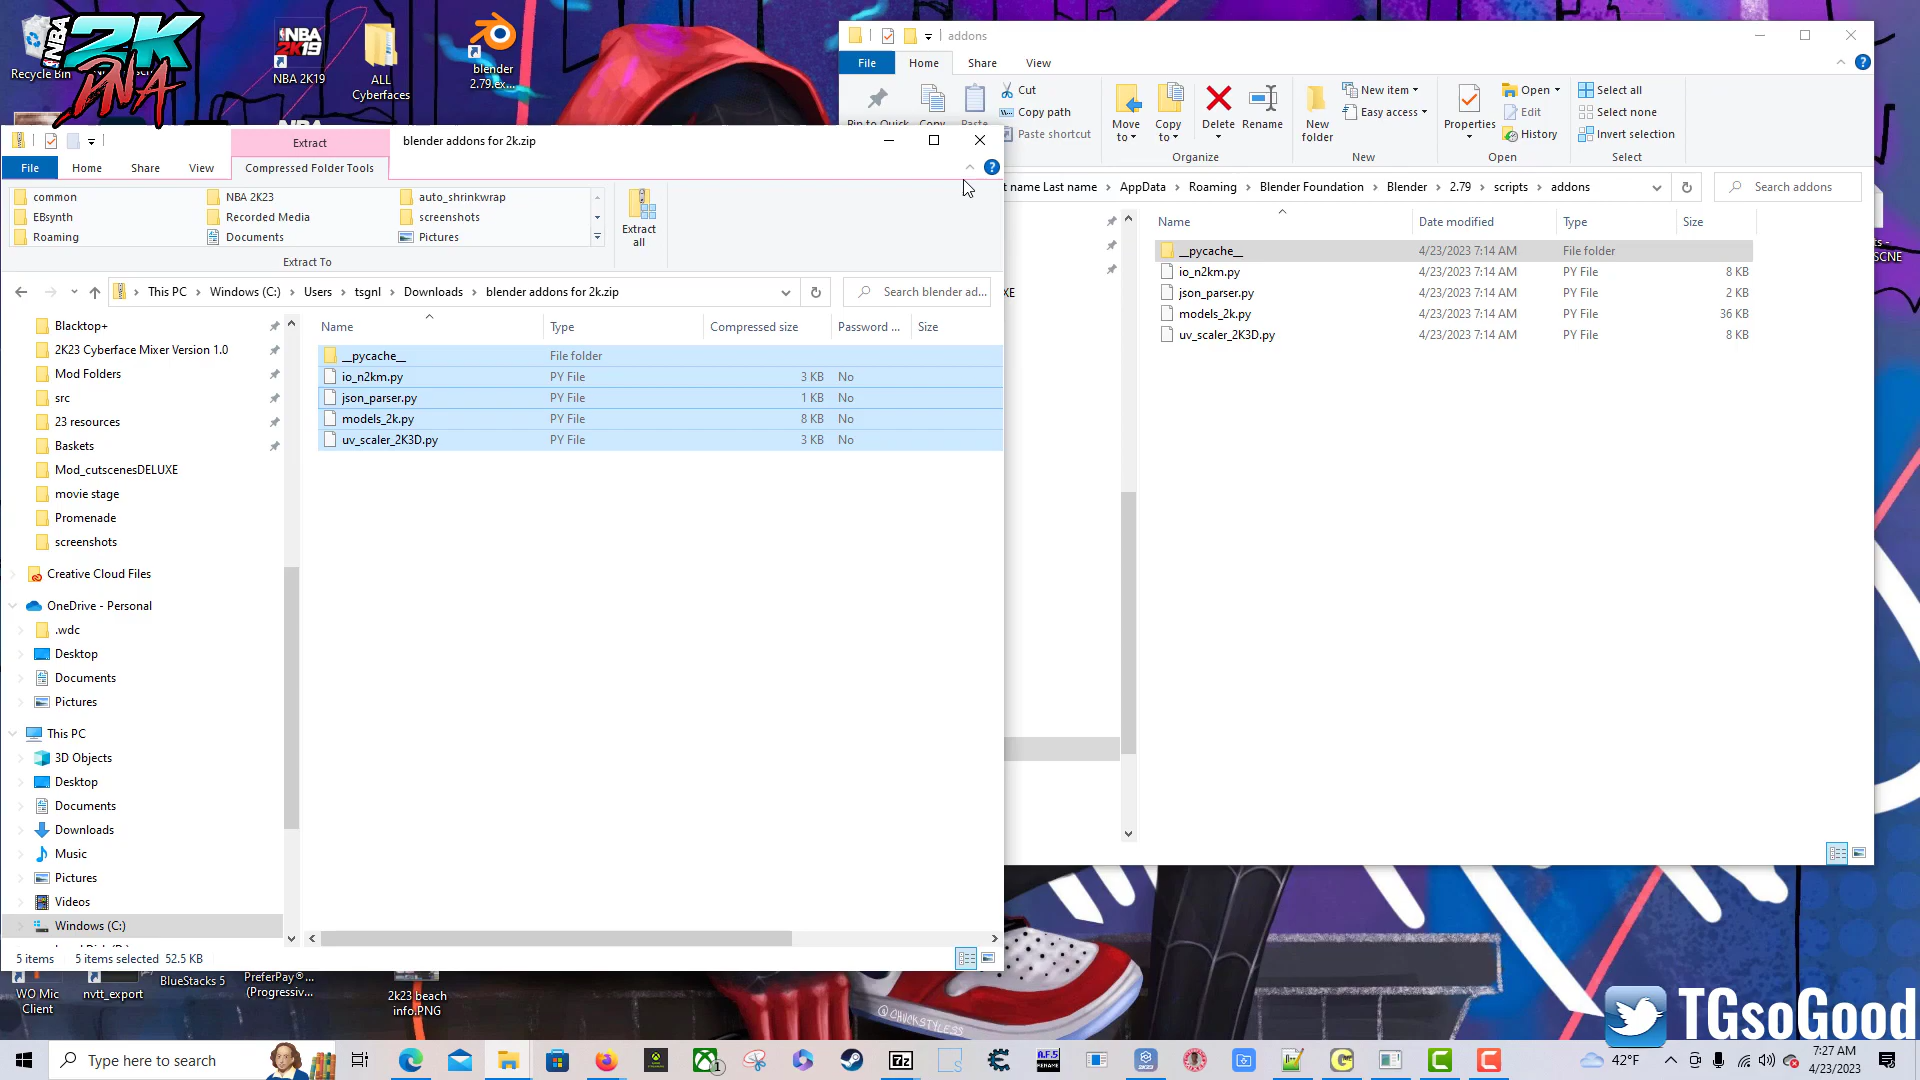 Recycle Bin
NBA
2K
DNA
NBA 2K19
ALL
Cyberfaces
blender
2.79.ex...
addons
File
Home
Share
View
Cut
Copy path
Paste shortcut
Move
to
Copy
to
Delete
Rename
Organize
New
folder
New item
Easy access
New
Properties
Open
Edit
History
Open
Select all
Select none
Invert selection
Select
Extract
blender addons for 2k.zip
File
Home
Share
View
Compressed Folder Tools
common
NBA 2K23
auto_shrinkwrap
EBsynth
Recorded Media
screenshots
Roaming
Documents
Pictures
Extract
all
Extract To
This PC > Windows (C:) > Users > tsgnl > Downloads > blender addons for 2k.zip
Search blender ad...
Name
Type
Compressed size
Password ...
Size
__pycache__ File folder
io_n2km.py PY File 3 KB No
json_parser.py PY File 1 KB No
models_2k.py PY File 8 KB No
uv_scaler_2K3D.py PY File 3 KB No
Blacktop+
2K23 Cyberface Mixer Version 1.0
Mod Folders
src
23 resources
Baskets
Mod_cutscenesDELUXE
movie stage
Promenade
screenshots
Creative Cloud Files
OneDrive - Personal
.wdc
Desktop
Documents
Pictures
This PC
3D Objects
Desktop
Documents
Downloads
Music
Pictures
Videos
Windows (C:)
5 items 5 items selected 52.5 KB
t name Last name > AppData > Roaming > Blender Foundation > Blender > 2.79 > scripts > addons
Search addons
Name
Date modified
Type
Size
__pycache__ 4/23/2023 7:14 AM File folder
io_n2km.py 4/23/2023 7:14 AM PY File 8 KB
json_parser.py 4/23/2023 7:14 AM PY File 2 KB
models_2k.py 4/23/2023 7:14 AM PY File 36 KB
uv_scaler_2K3D.py 4/23/2023 7:14 AM PY File 8 KB
WO Mic
Client
nvtt_export
BlueStacks 5
PreferPay®...
(Progressiv...
2k23 beach
info.PNG
@CHUCKSTYLESS
TGsoGood
Type here to search
42°F
7:27 AM
4/23/2023